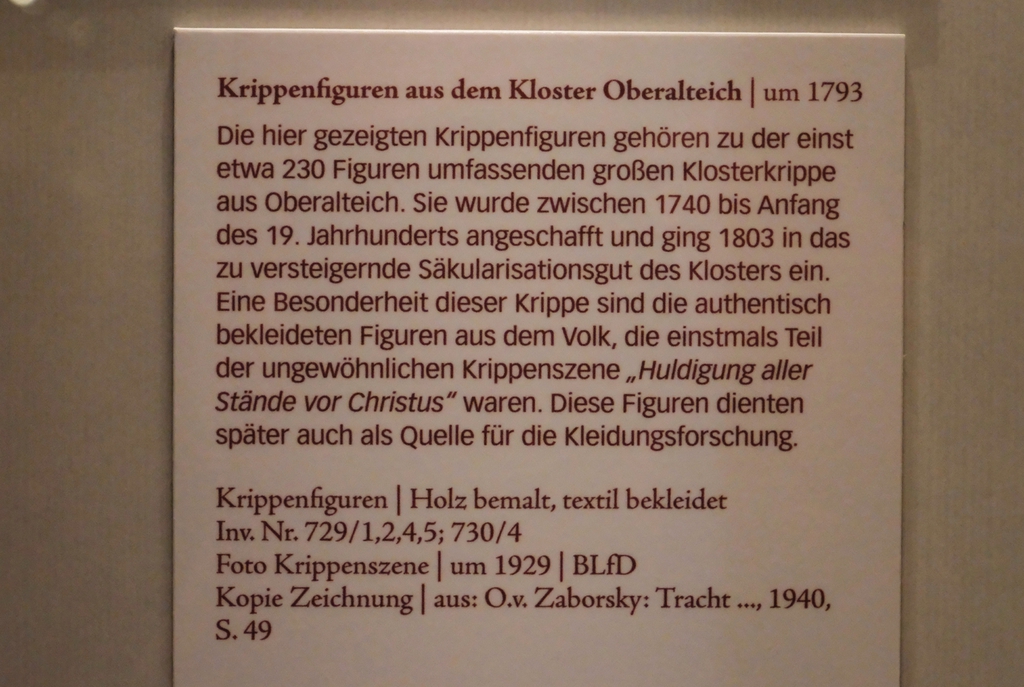 Krippenfiguren aus dem Kloster Oberalteich | um 1793
Die hier gezeigten Krippenfiguren gehören zu der einst
etwa 230 Figuren umfassenden großen Klosterkrippe
aus Oberalteich. Sie wurde zwischen 1740 bis Anfang
des 19. Jahrhunderts angeschafft und ging 1803 in das
zu versteigernde Säkularisationsgut des Klosters ein.
Eine Besonderheit dieser Krippe sind die authentisch
bekleideten Figuren aus dem Volk, die einstmals Teil
der ungewöhnlichen Krippenszene „Huldigung aller
Stände vor Christus“ waren. Diese Figuren dienten
später auch als Quelle für die Kleidungsforschung.
Krippenfiguren | Holz bemalt, textil bekleidet
Inv. Nr. 729/1,2,4,5; 730/4
Foto Krippenszene | um 1929 | BLfD
Kopie Zeichnung | aus: O.v. Zaborsky: Tracht ..., 1940,
S. 49